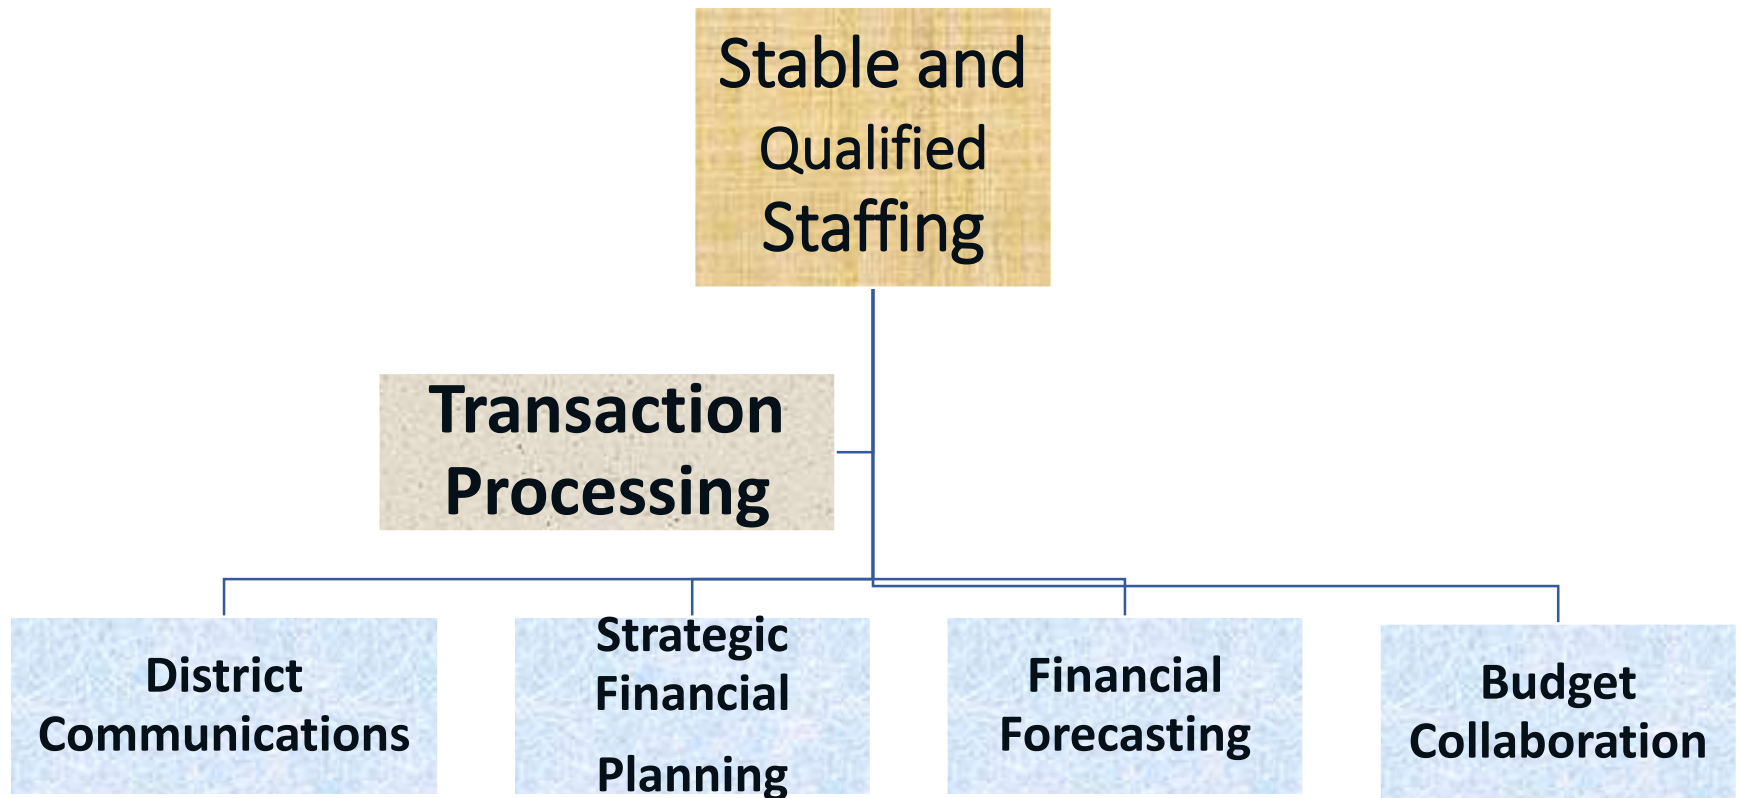 Stable and
Qualified
Staffing
Transaction
Processing
District
Communications
Strategic
Financial
Planning
Financial
Forecasting
Budget
Collaboration